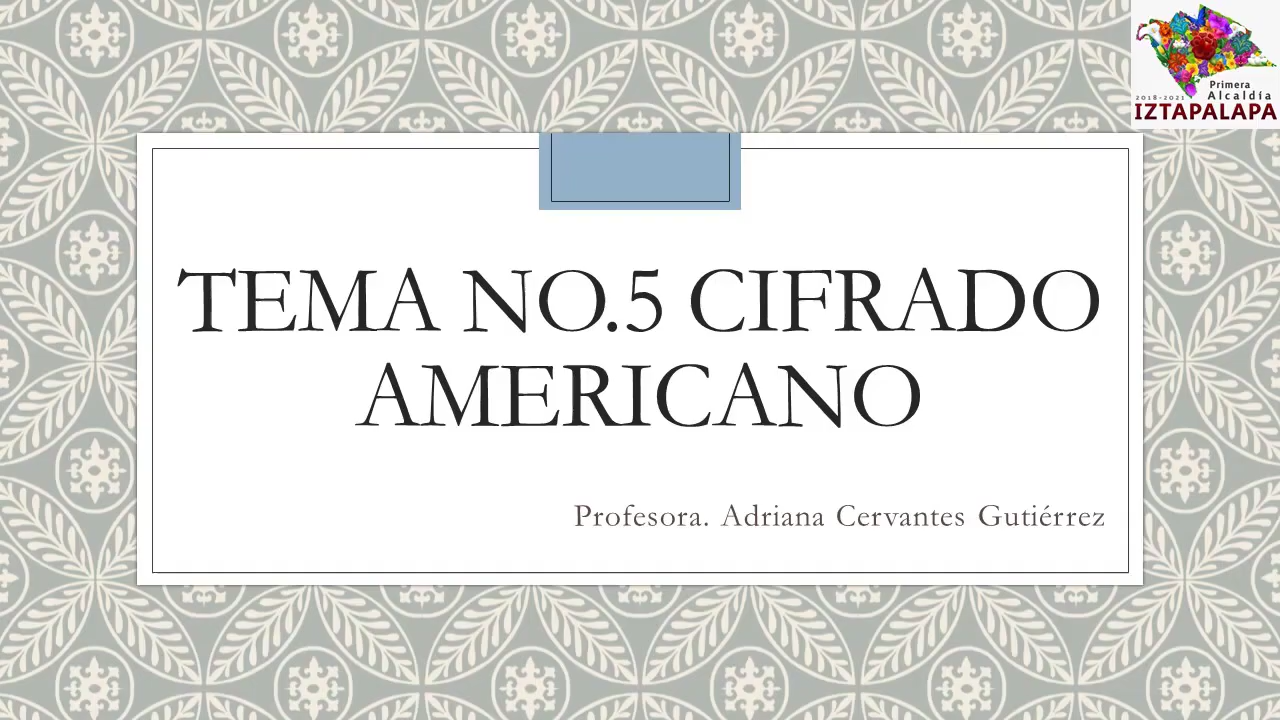 Primera
2018-2021 Alcaldía
IZTAPALAPA
TEMA NO.5 CIFRADO
AMERICANO
Profesora. Adriana Cervantes Gutiérrez